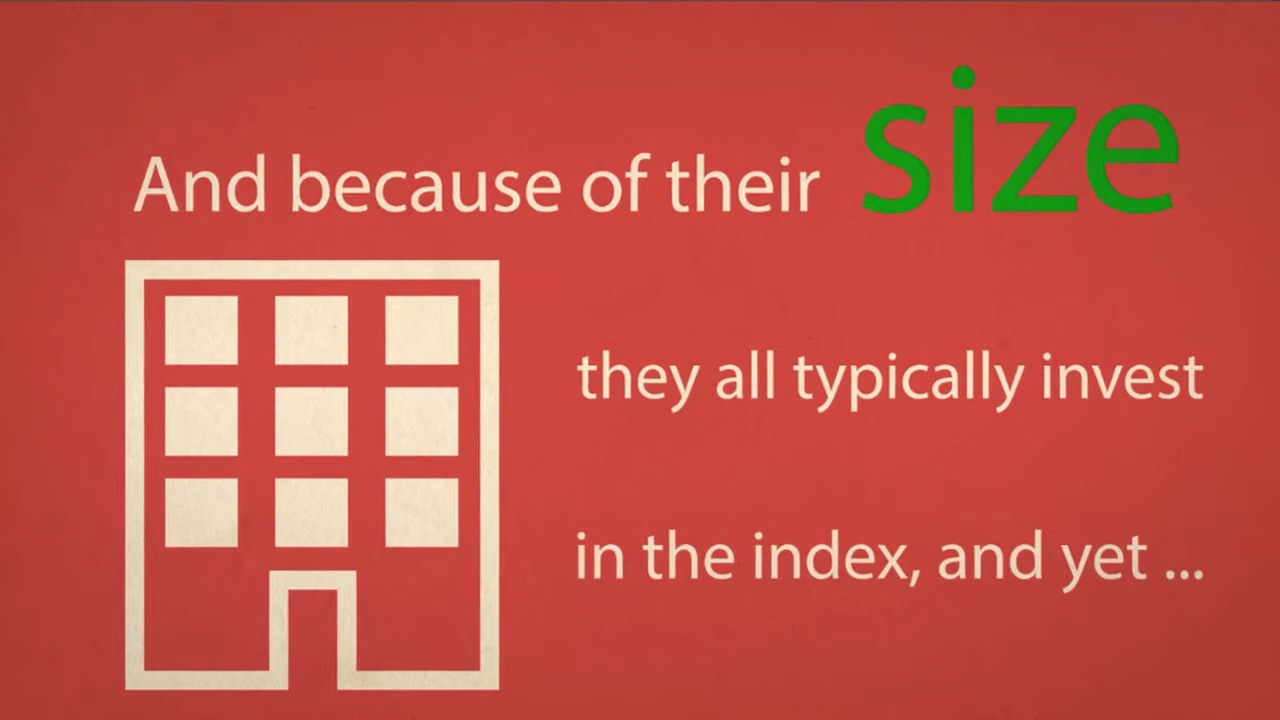 And because of their size
they all typically invest
in the index, and yet ...